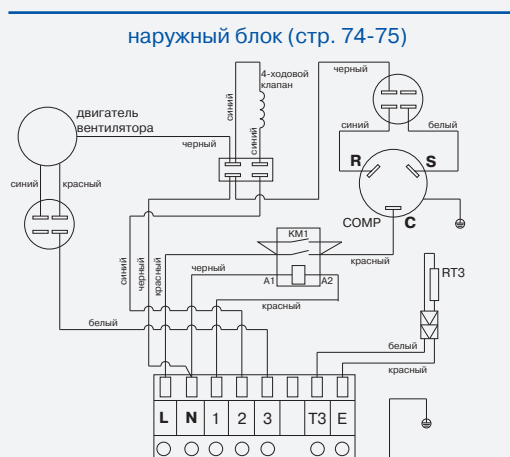 наружный блок (стр. 74-75)
4-ходовой
клапан
черный
двигатель
вентилятора
синий
синий
черный
синий
белый
R
S
синий
красный
COMP
C
KM1
красный
синий
черный
красный
черный
A1
A2
красный
RT3
белый
белый
красный
L
N
1
2
3
T3
E